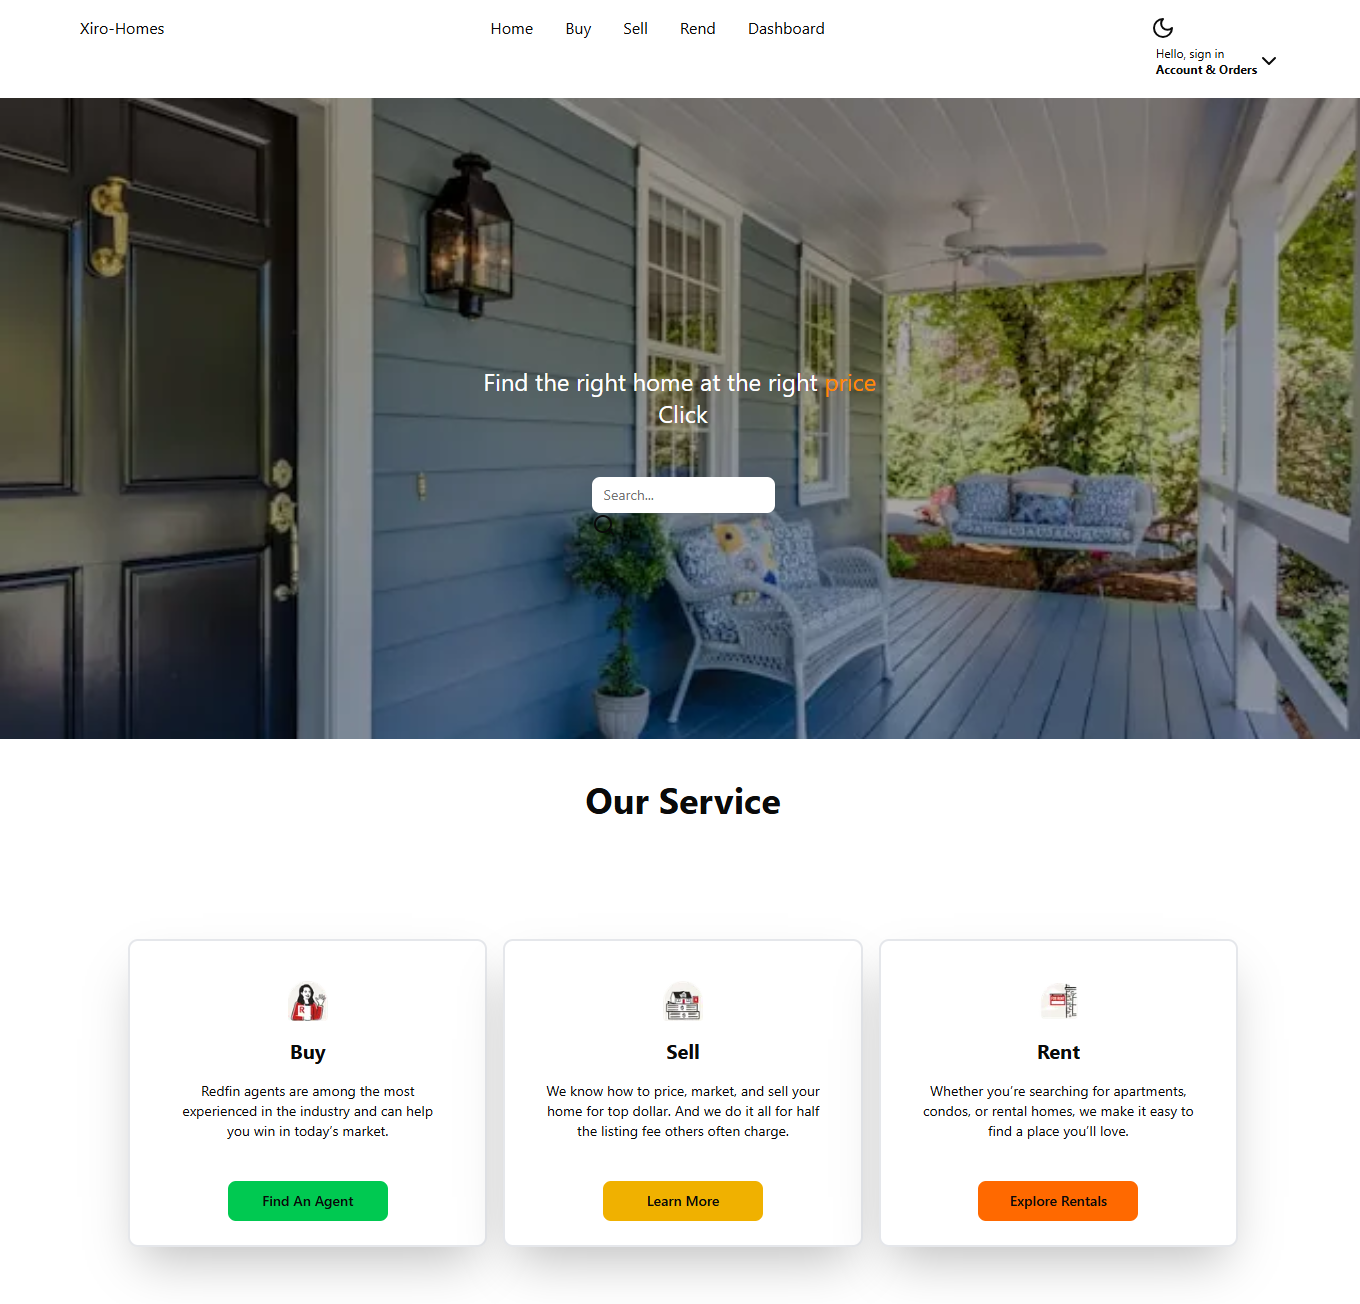 Xiro-Homes
Home Buy Sell Rend Dashboard
Hello, sign in
Account & Orders
Find the right home at the right price
Click
Search...
Our Service
Buy
Redfin agents are among the most
experienced in the industry and can help
you win in today’s market.
Find An Agent
Sell
We know how to price, market, and sell your
home for top dollar. And we do it all for half
the listing fee others often charge.
Learn More
Rent
Whether you’re searching for apartments,
condos, or rental homes, we make it easy to
find a place you’ll love.
Explore Rentals